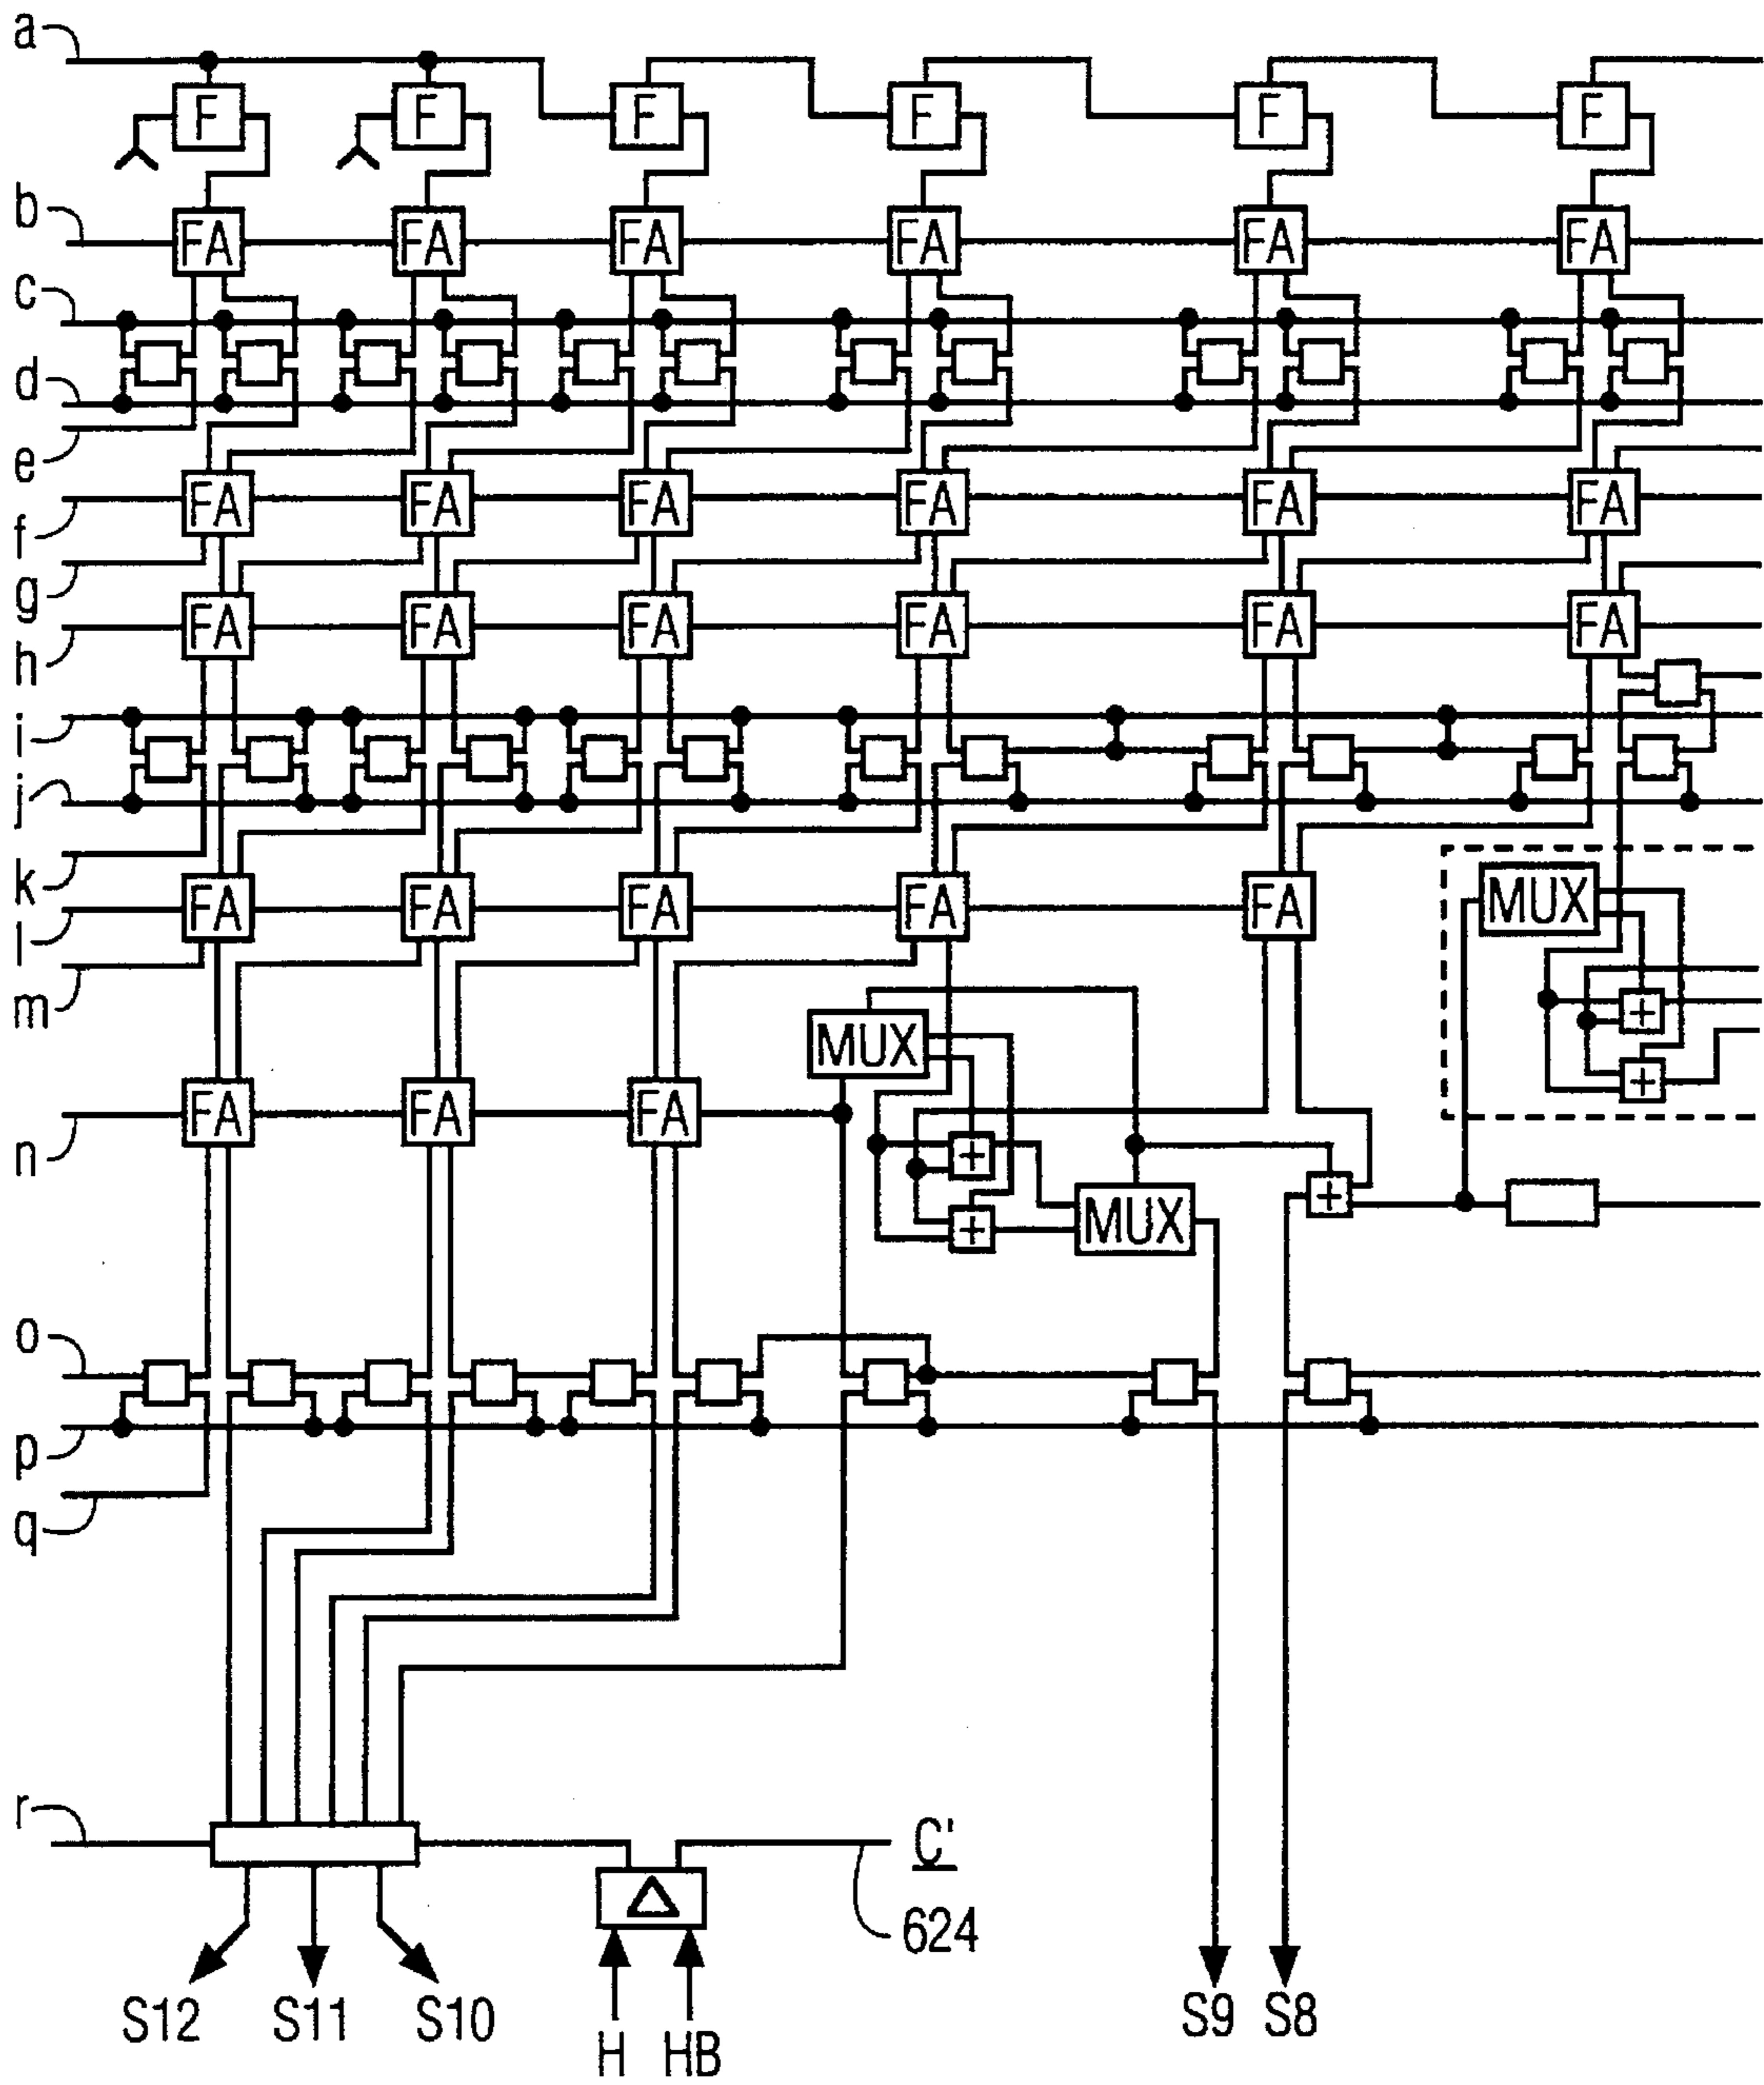 a
F F F F F F
b
FA FA FA FA FA FA
c
d
e
FA FA FA FA FA FA
f
g
FA FA FA FA FA FA
h
i
j
k
FA FA FA FA FA
MUX
l
m
+
MUX
+
FA FA FA
n
+
+
MUX
+
o
p
q
r
C'
624
S12 S11 S10
S9 S8
H HB